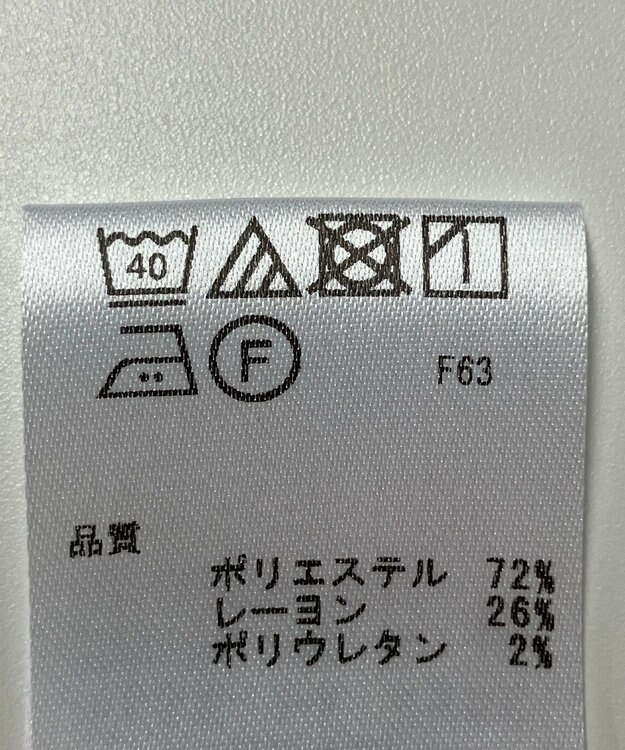 40
F F63
品質
ポリエステル 72%
レーヨン 26%
ポリウレタン 2%